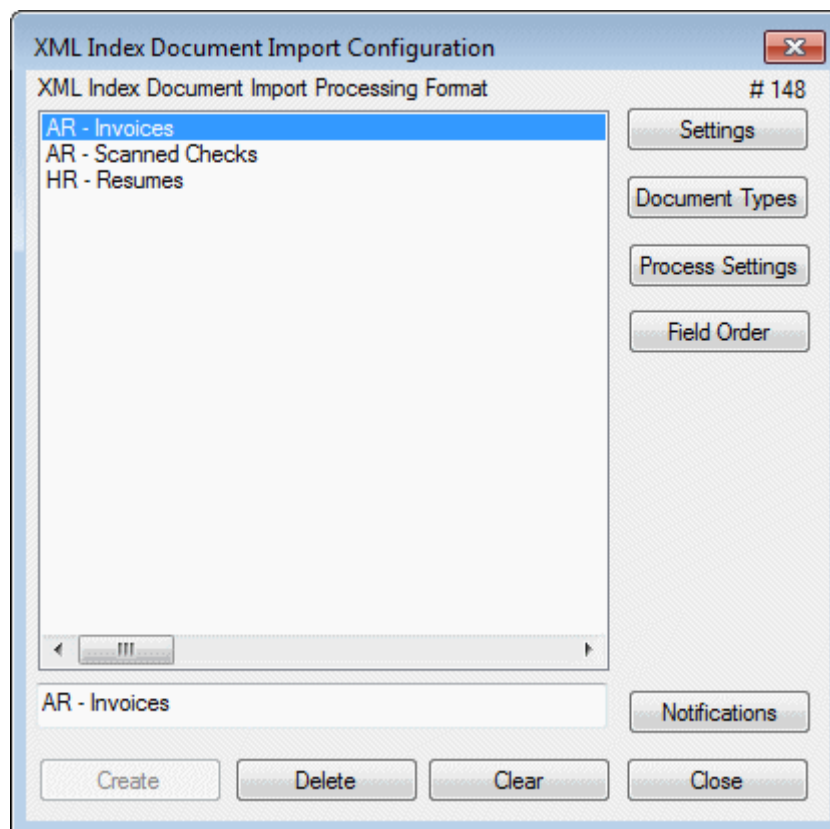 XML Index Document Import Configuration
XML Index Document Import Processing Format
# 148
AR - Invoices
AR - Scanned Checks
HR - Resumes
Settings
Document Types
Process Settings
Field Order
AR - Invoices
Notifications
Create
Delete
Clear
Close